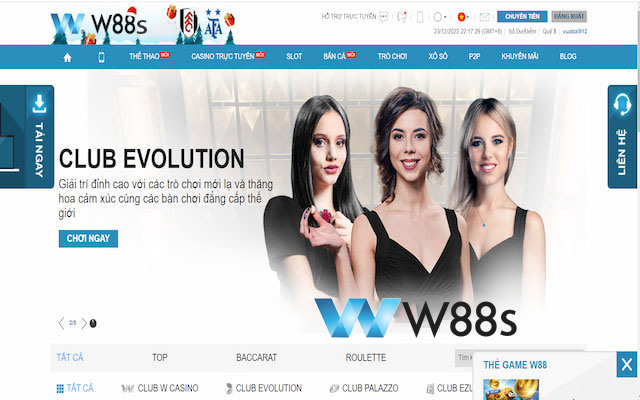 W88s
HỖ TRỢ TRỰC TUYẾN
CHUYỂN TIỀN
ĐĂNG XUẤT
23/12/2022 22:17:29 (GMT+8) | Số Dư/Điểm | Quỹ $ | vuabai912
THỂ THAO MỚI
CASINO TRỰC TUYẾN MỚI
SLOT
BẮN CÁ MỚI
TRÒ CHƠI
XỔ SỐ
P2P
KHUYẾN MÃI
BLOG
TẢI NGAY
LIÊN HỆ
CLUB EVOLUTION
Giải trí đỉnh cao với các trò chơi mới lạ và thăng
hoa cảm xúc cùng các bàn chơi đẳng cấp thế
giới
CHƠI NGAY
2/5
W88s
TẤT CẢ
TOP
BACCARAT
ROULETTE
Tìm k
TẤT CẢ
CLUB W CASINO
CLUB EVOLUTION
CLUB PALAZZO
CLUB EZU
THẺ GAME W88
X